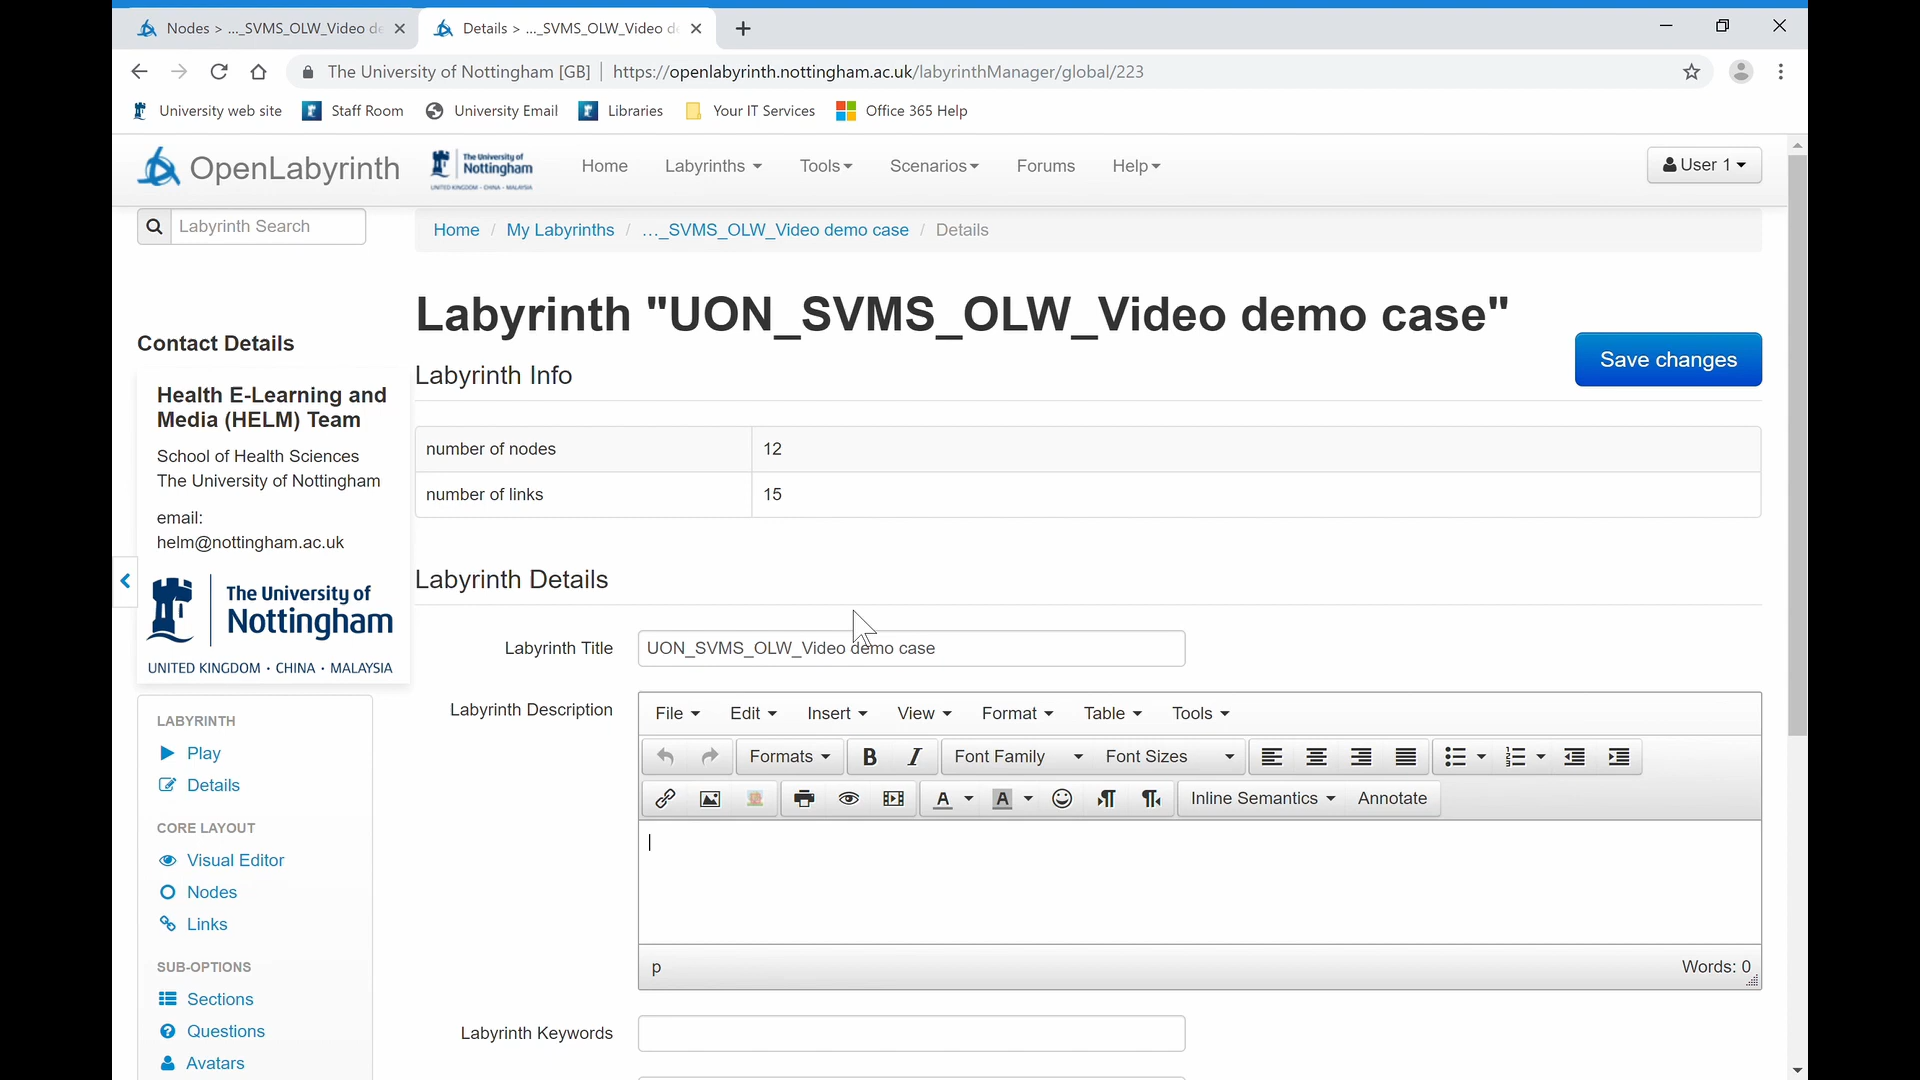 Nodes > ..._SVMS_OLW_Video de
Details > ..._SVMS_OLW_Video de
The University of Nottingham [GB] https://openlabyrinth.nottingham.ac.uk/labyrinthManager/global/223
University web site Staff Room University Email Libraries Your IT Services Office 365 Help
OpenLabyrinth
The University of
Nottingham
UNITED KINGDOM · CHINA · MALAYSIA
Home Labyrinths Tools Scenarios Forums Help User 1
Labyrinth Search
Home / My Labyrinths / ..._SVMS_OLW_Video demo case / Details
Labyrinth "UON_SVMS_OLW_Video demo case"
Save changes
Labyrinth Info
number of nodes 12
number of links 15
Contact Details
Health E-Learning and
Media (HELM) Team
School of Health Sciences
The University of Nottingham
email:
helm@nottingham.ac.uk
The University of
Nottingham
UNITED KINGDOM · CHINA · MALAYSIA
LABYRINTH
Play
Details
CORE LAYOUT
Visual Editor
Nodes
Links
SUB-OPTIONS
Sections
Questions
Avatars
Labyrinth Details
Labyrinth Title UON_SVMS_OLW_Video demo case
Labyrinth Description
File Edit Insert View Format Table Tools
Formats B I Font Family Font Sizes
A A Inline Semantics Annotate
p Words: 0
Labyrinth Keywords